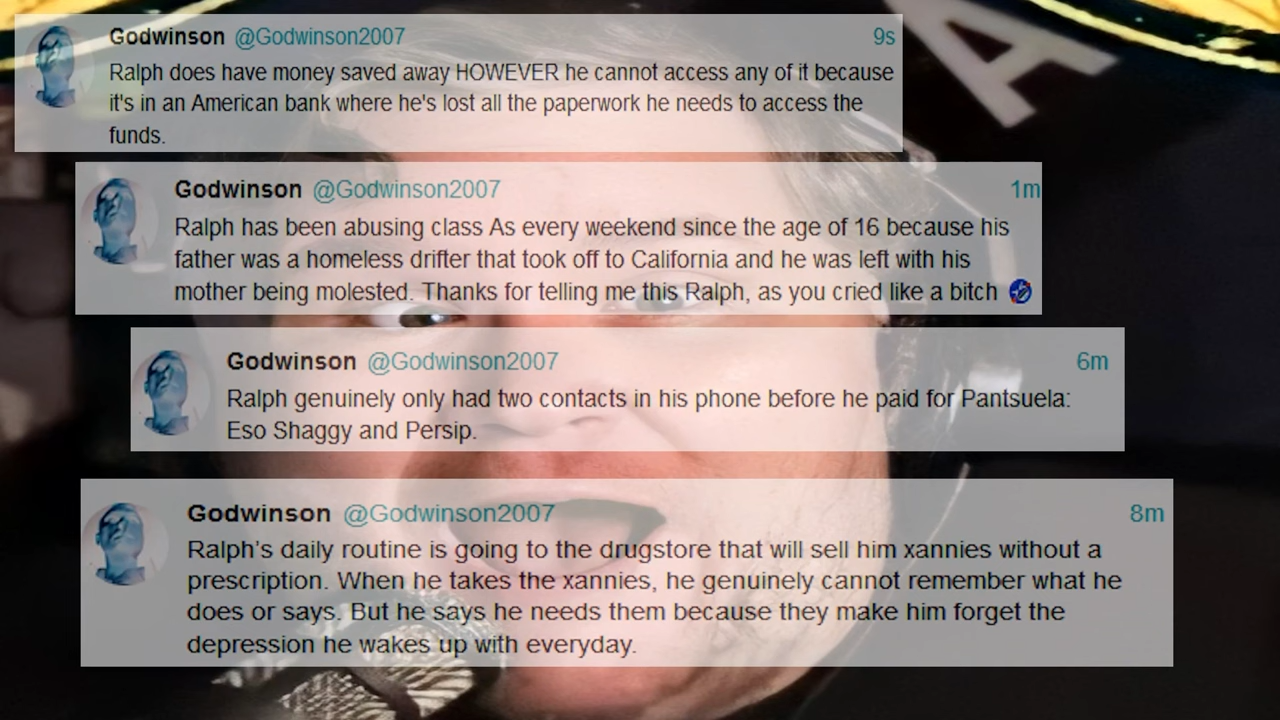 Godwinson @Godwinson2007 9s
Ralph does have money saved away HOWEVER he cannot access any of it because
it's in an American bank where he's lost all the paperwork he needs to access the
funds.
Godwinson @Godwinson2007 1m
Ralph has been abusing class As every weekend since the age of 16 because his
father was a homeless drifter that took off to California and he was left with his
mother being molested. Thanks for telling me this Ralph, as you cried like a bitch
Godwinson @Godwinson2007 6m
Ralph genuinely only had two contacts in his phone before he paid for Pantsuela:
Eso Shaggy and Persip.
Godwinson @Godwinson2007 8m
Ralph’s daily routine is going to the drugstore that will sell him xannies without a
prescription. When he takes the xannies, he genuinely cannot remember what he
does or says. But he says he needs them because they make him forget the
depression he wakes up with everyday.
A